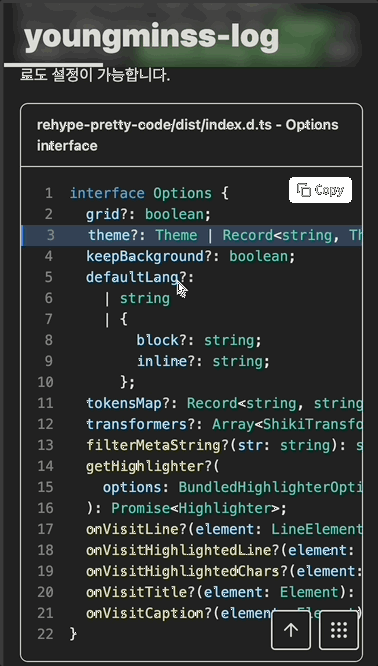 youngminss-log
료도 설정이 가능합니다.
rehype-pretty-code/dist/index.d.ts - Options
interface
Copy
1 interface Options {
2 grid?: boolean;
3 theme?: Theme | Record<string, Th
4 keepBackground?: boolean;
5 defaultLang?:
6 | string
7 | {
8 block?: string;
9 inline?: string;
10 };
11 tokensMap?: Record<string, string
12 transformers?: Array<ShikiTransfo
13 filterMetaString?(str: string): s
14 getHighlighter?(
15 options: BundledHighlighterOpti
16 ): Promise<Highlighter>;
17 onVisitLine?(element: LineElement
18 onVisitHighlightedLine?(element:
19 onVisitHighlightedChars?(element:
20 onVisitTitle?(element: Element):
21 onVisitCaption?(element: Element)
22 }